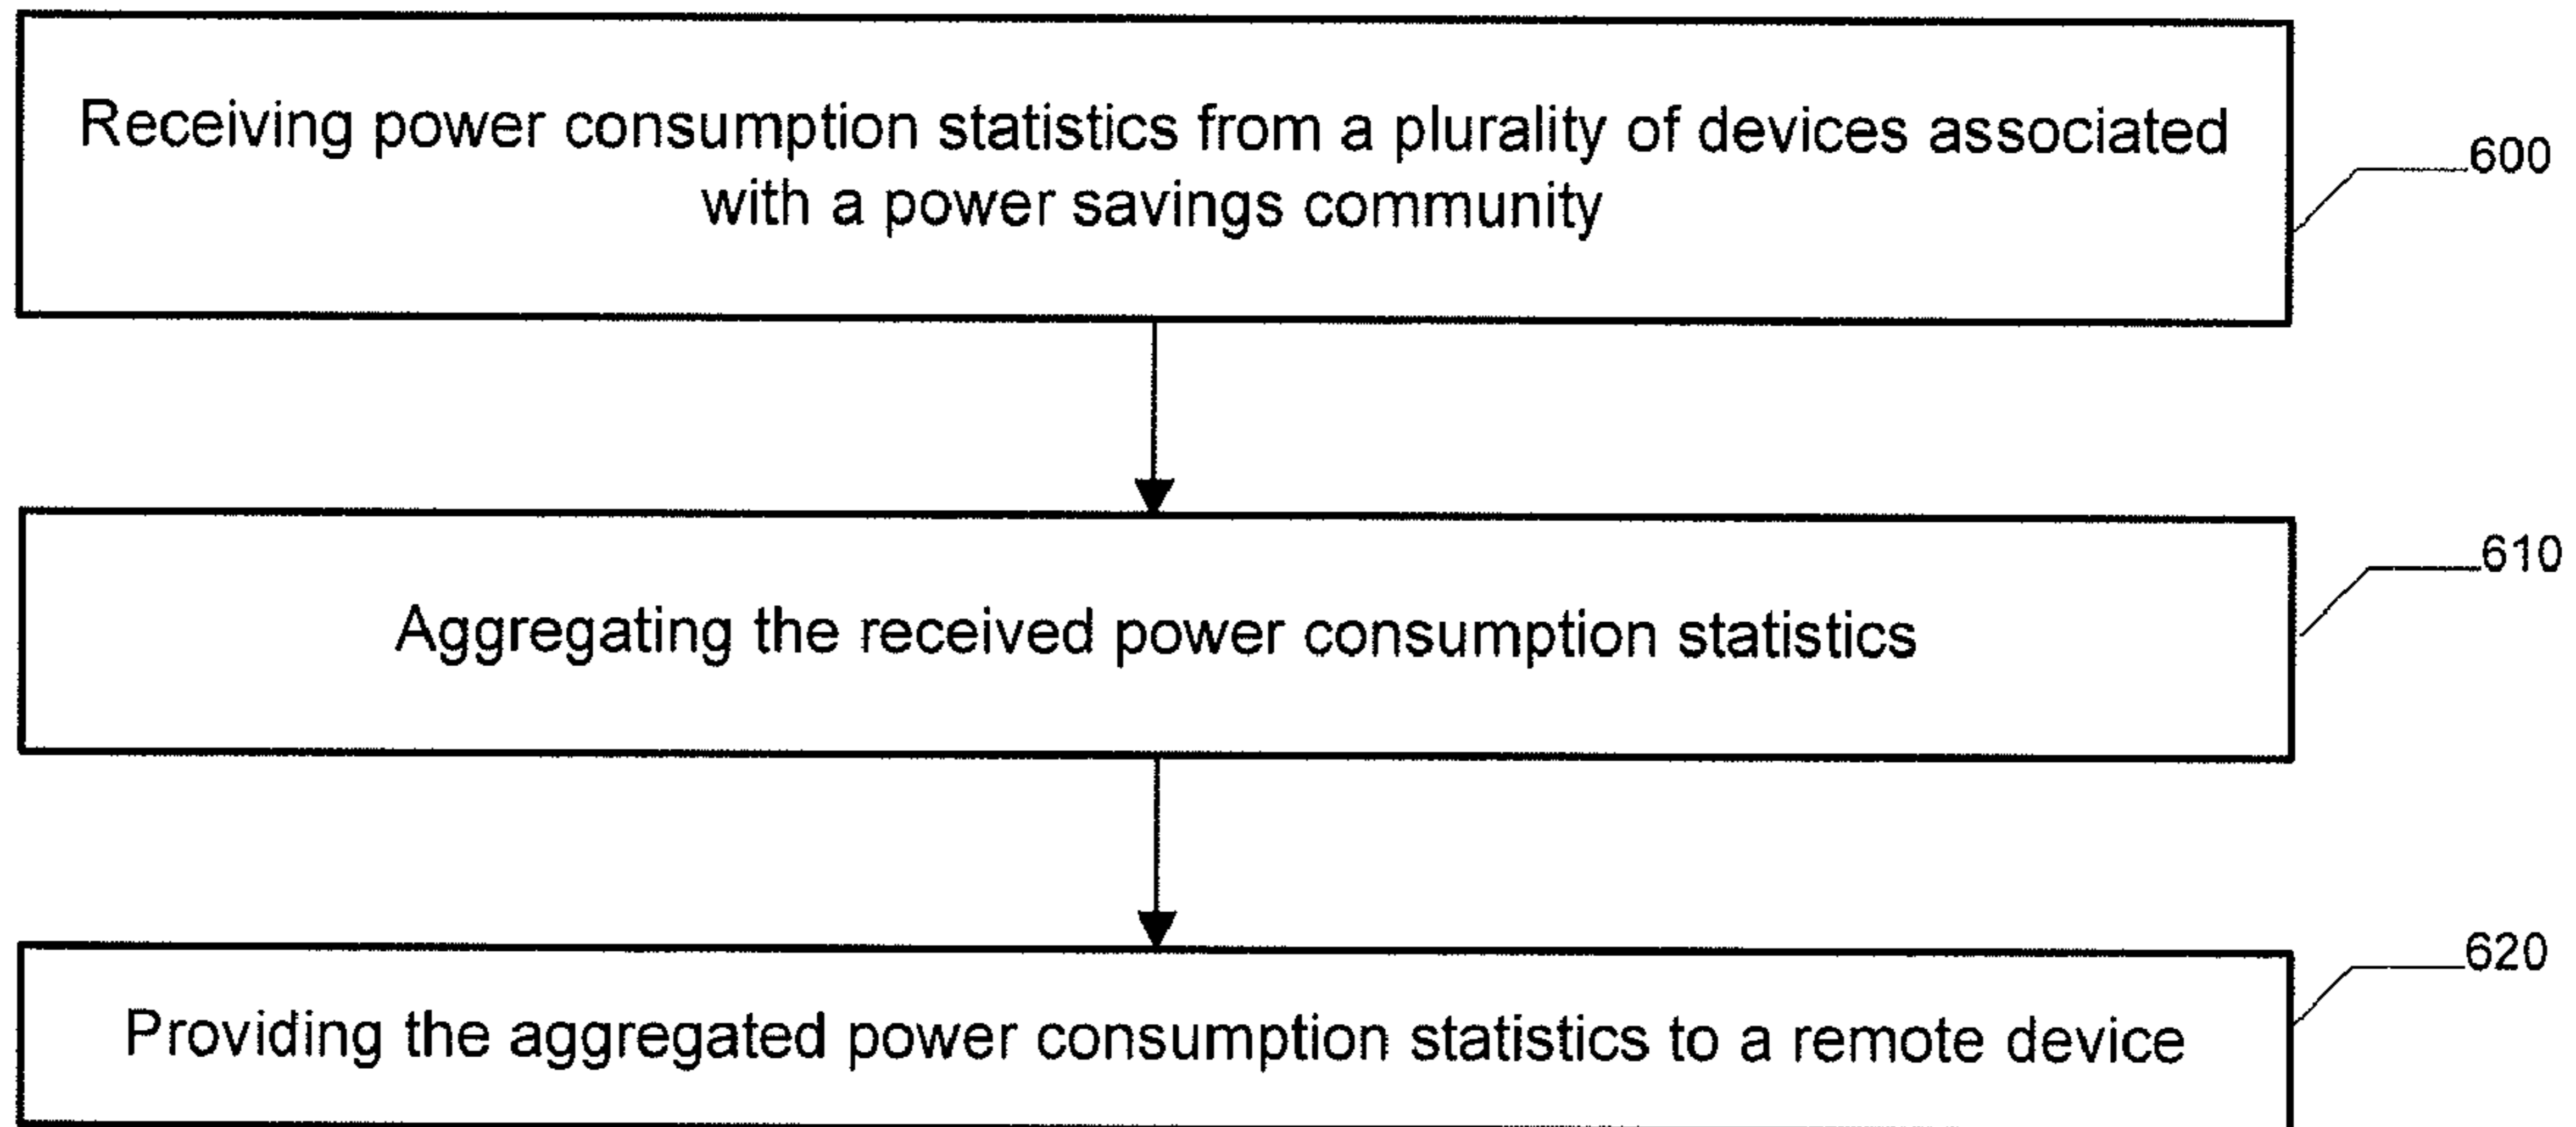 Receiving power consumption statistics from a plurality of devices associated
with a power savings community
600
Aggregating the received power consumption statistics
610
Providing the aggregated power consumption statistics to a remote device
620